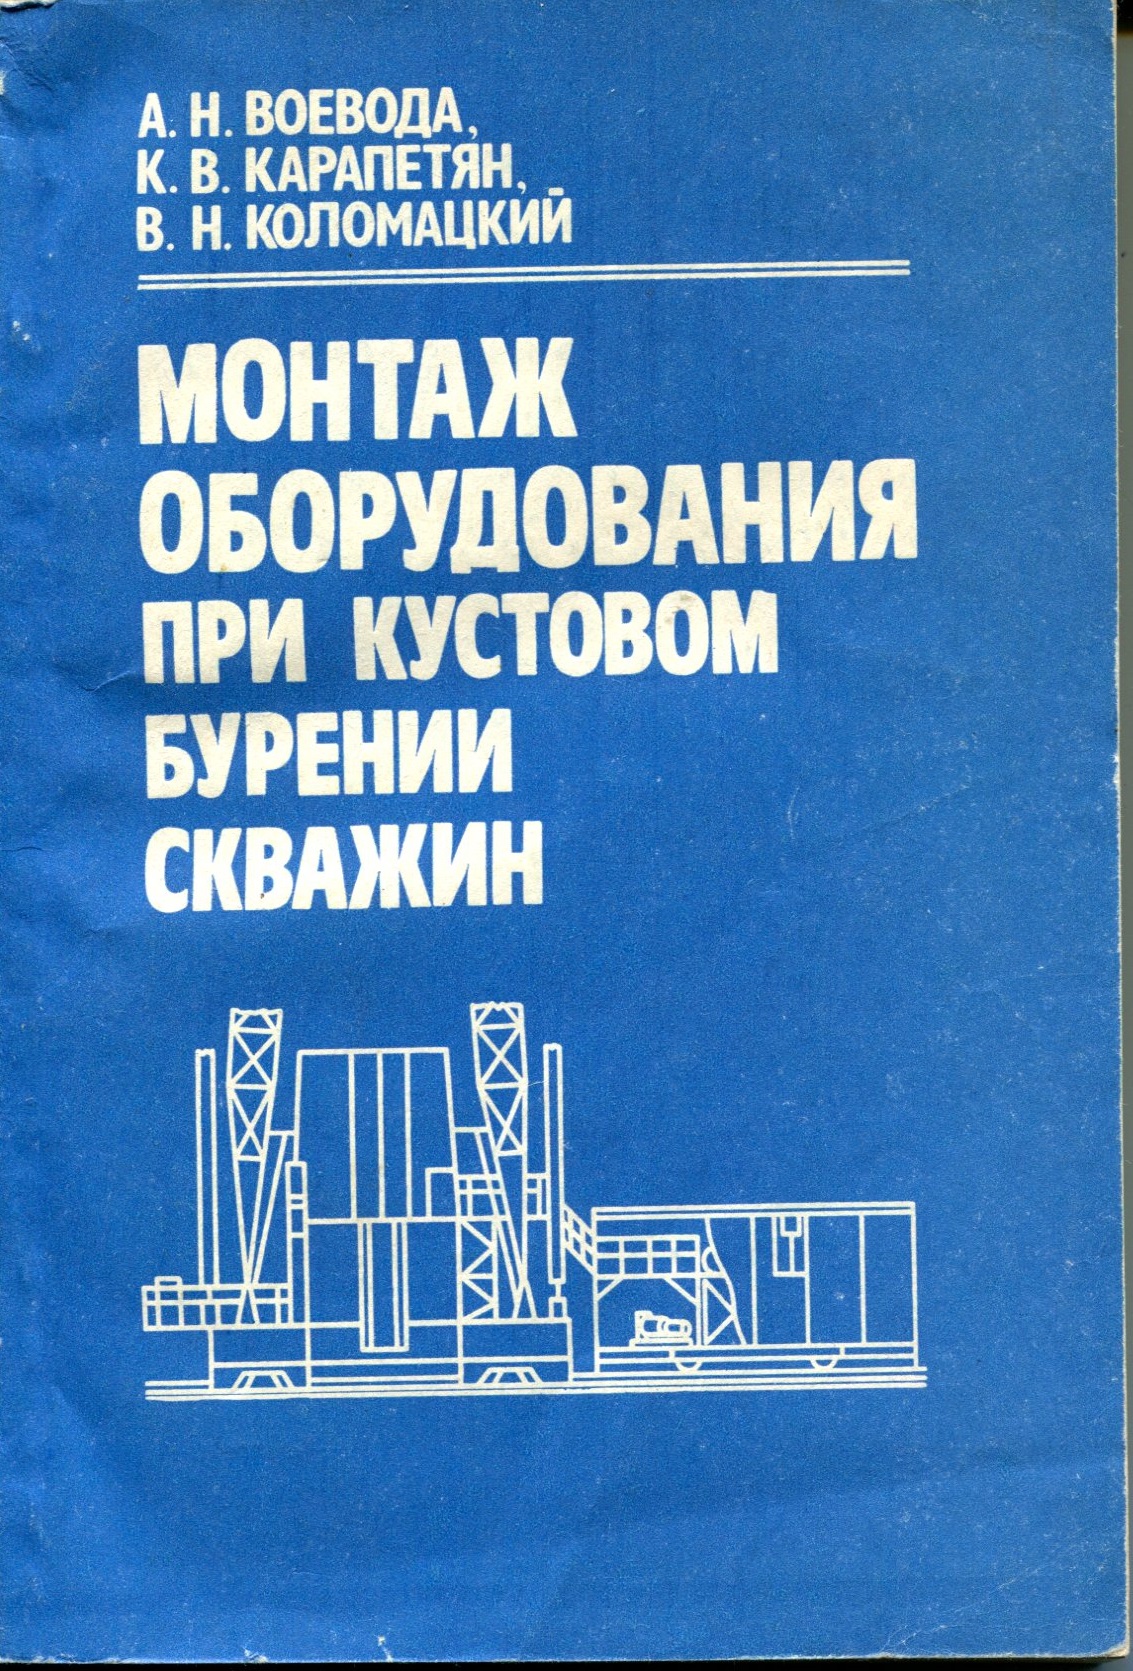 А. Н. ВОЕВОДА,
К. В. КАРАПЕТЯН,
В. Н. КОЛОМАЦКИЙ
МОНТАЖ
ОБОРУДОВАНИЯ
ПРИ КУСТОВОМ
БУРЕНИИ
СКВАЖИН